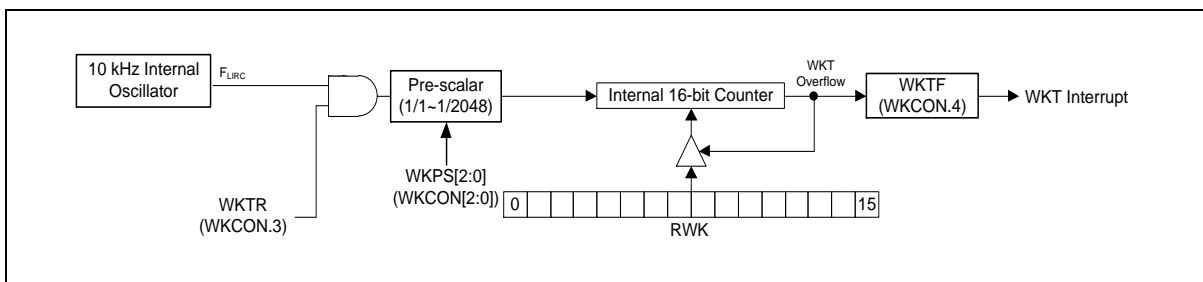 10 kHz Internal
Oscillator
FLIRC
Pre-scalar
(1/1~1/2048)
Internal 16-bit Counter
WKT
Overflow
WKTF
(WKCON.4)
WKT Interrupt
WKTR
(WKCON.3)
WKPS[2:0]
(WKCON[2:0])
0
15
RWK